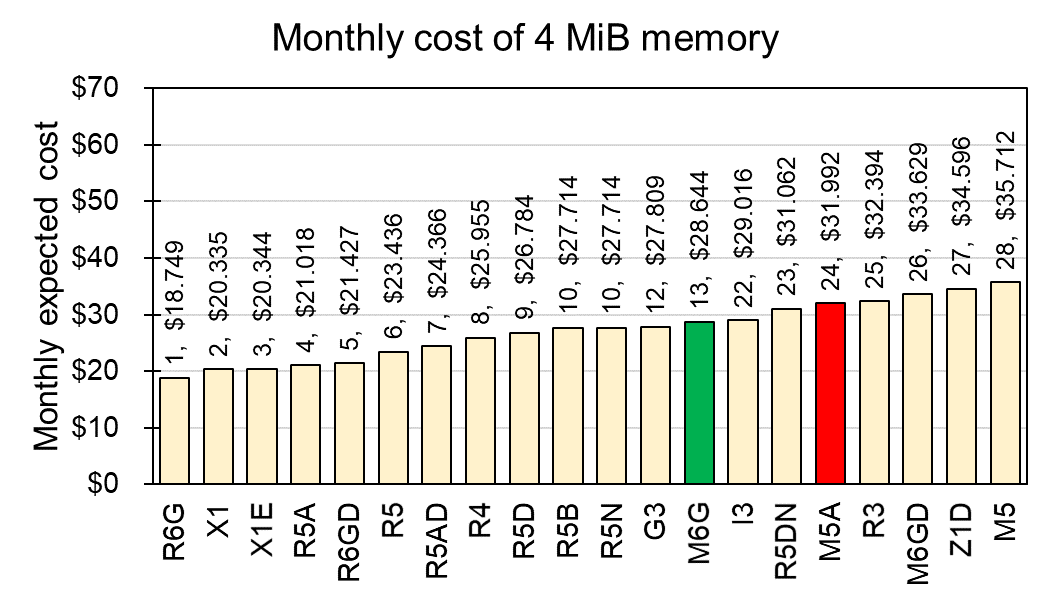 Monthly cost of 4 MiB memory
Monthly expected cost
$70
$60
$50
$40
$30
$20
$10
$0
1, $18.749
2, $20.335
3, $20.344
4, $21.018
5, $21.427
6, $23.436
7, $24.366
8, $25.955
9, $26.784
10, $27.714
10, $27.714
12, $27.809
13, $28.644
22, $29.016
23, $31.062
24, $31.992
25, $32.394
26, $33.629
27, $34.596
28, $35.712
R6G
X1
X1E
R5A
R6GD
R5
R5AD
R4
R5D
R5B
R5N
G3
M6G
I3
R5DN
M5A
R3
M6GD
Z1D
M5